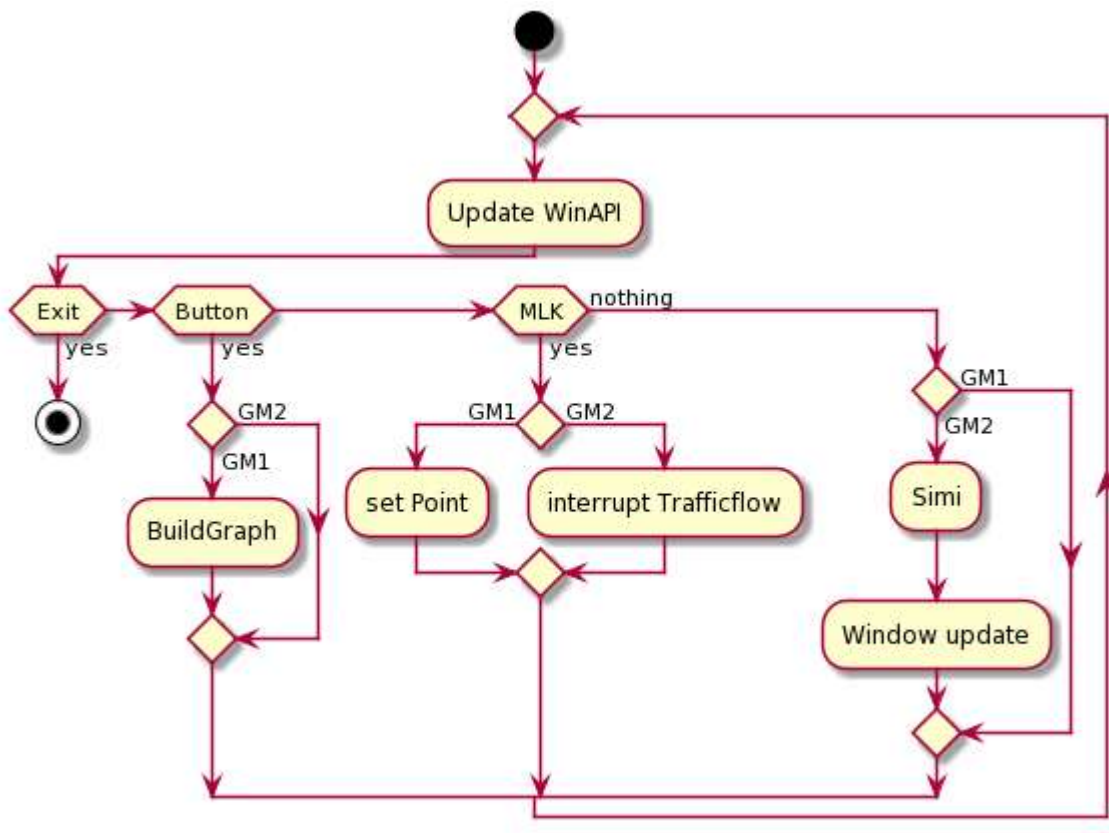 Update WinAPI
Exit
Button
MLK
nothing
yes
yes
yes
GM1
GM2
GM1
GM2
GM2
GM1
set Point
interrupt Trafficflow
Simi
BuildGraph
Window update